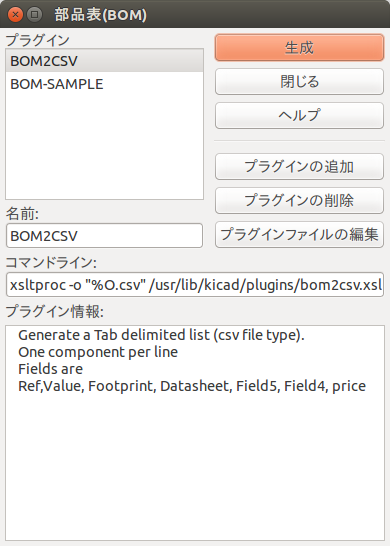 部品表(BOM)
プラグイン
BOM2CSV
BOM-SAMPLE
生成
閉じる
ヘルプ
プラグインの追加
プラグインの削除
プラグインファイルの編集
名前:
BOM2CSV
コマンドライン:
xsltproc -o "%O.csv" /usr/lib/kicad/plugins/bom2csv.xsl
プラグイン情報:
Generate a Tab delimited list (csv file type).
One component per line
Fields are
Ref,Value, Footprint, Datasheet, Field5, Field4, price